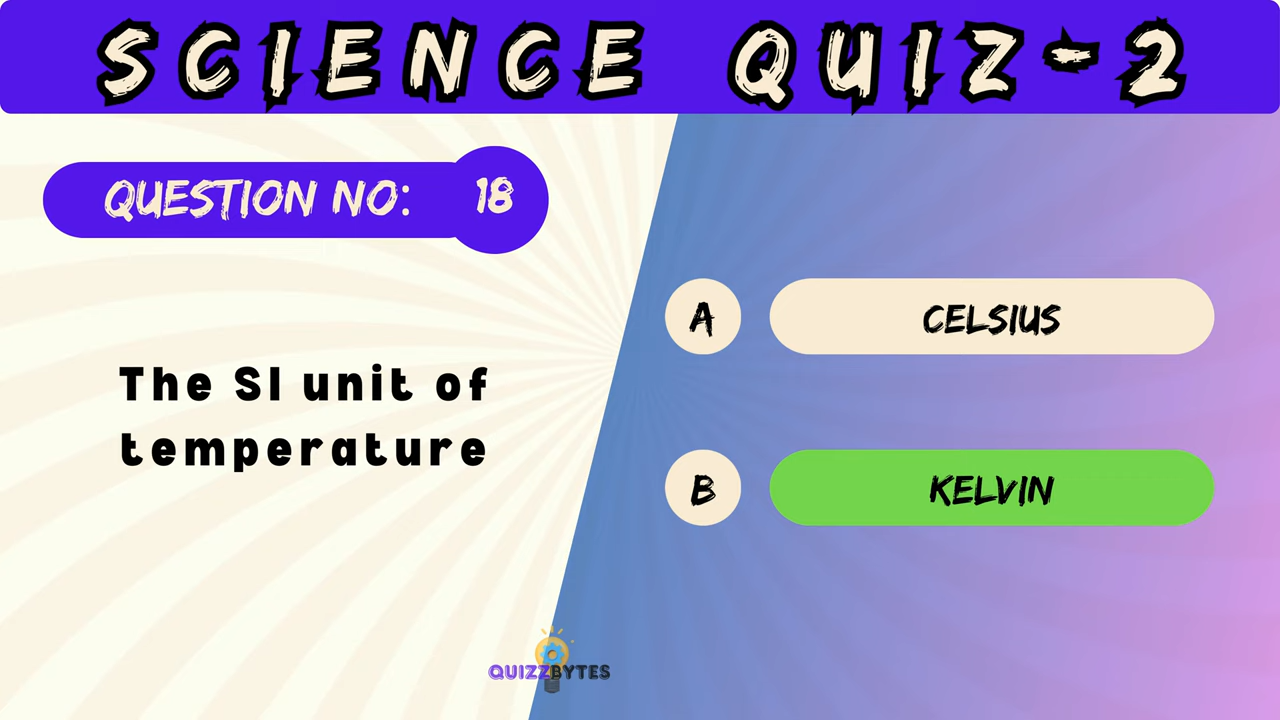 SCIENCE QUIZ-2
QUESTION NO: 18
The SI unit of
temperature
A CELSIUS
B KELVIN
QUIZZBYTES